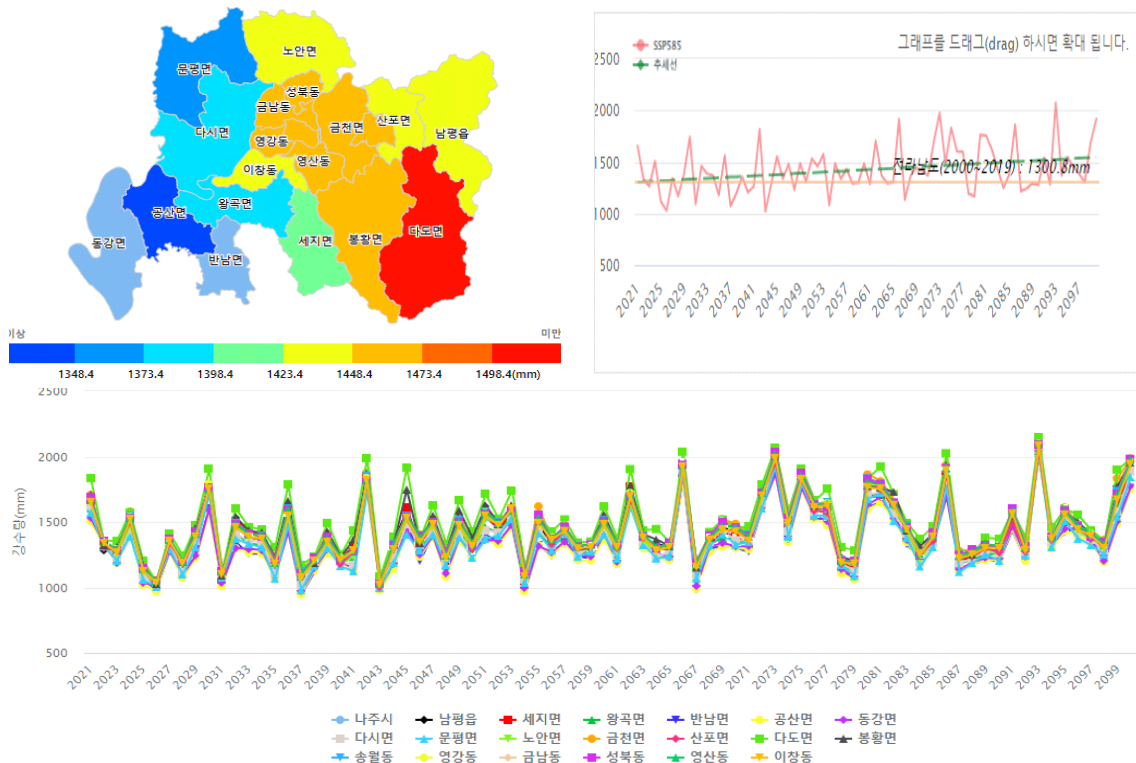 노안면
문평면
성북동
금남동
금천면
산포면
남평읍
다시면
영강동
영산동
이창동
왕곡면
공산면
동강면
반남면
세지면
봉황면
다도면
이상
미만
1348.4
1373.4
1398.4
1423.4
1448.4
1473.4
1498.4(mm)
SSP585
추세선
그래프를 드래그(drag) 하시면 확대 됩니다.
2500
2000
1500
1000
500
전라남도(2000~2019) : 1300.8mm
2021
2025
2029
2033
2037
2041
2045
2049
2053
2057
2061
2065
2069
2073
2077
2081
2085
2089
2093
2097
2500
2000
1500
1000
500
강수량(mm)
2021
2023
2025
2027
2029
2031
2033
2035
2037
2039
2041
2043
2045
2047
2049
2051
2053
2055
2057
2059
2061
2063
2065
2067
2069
2071
2073
2075
2077
2079
2081
2083
2085
2087
2089
2091
2093
2095
2097
2099
나주시 남평읍 세지면 왕곡면 반남면 공산면 동강면
다시면 문평면 노안면 금천면 산포면 다도면 봉황면
송월동 영강동 금남동 성북동 영산동 이창동